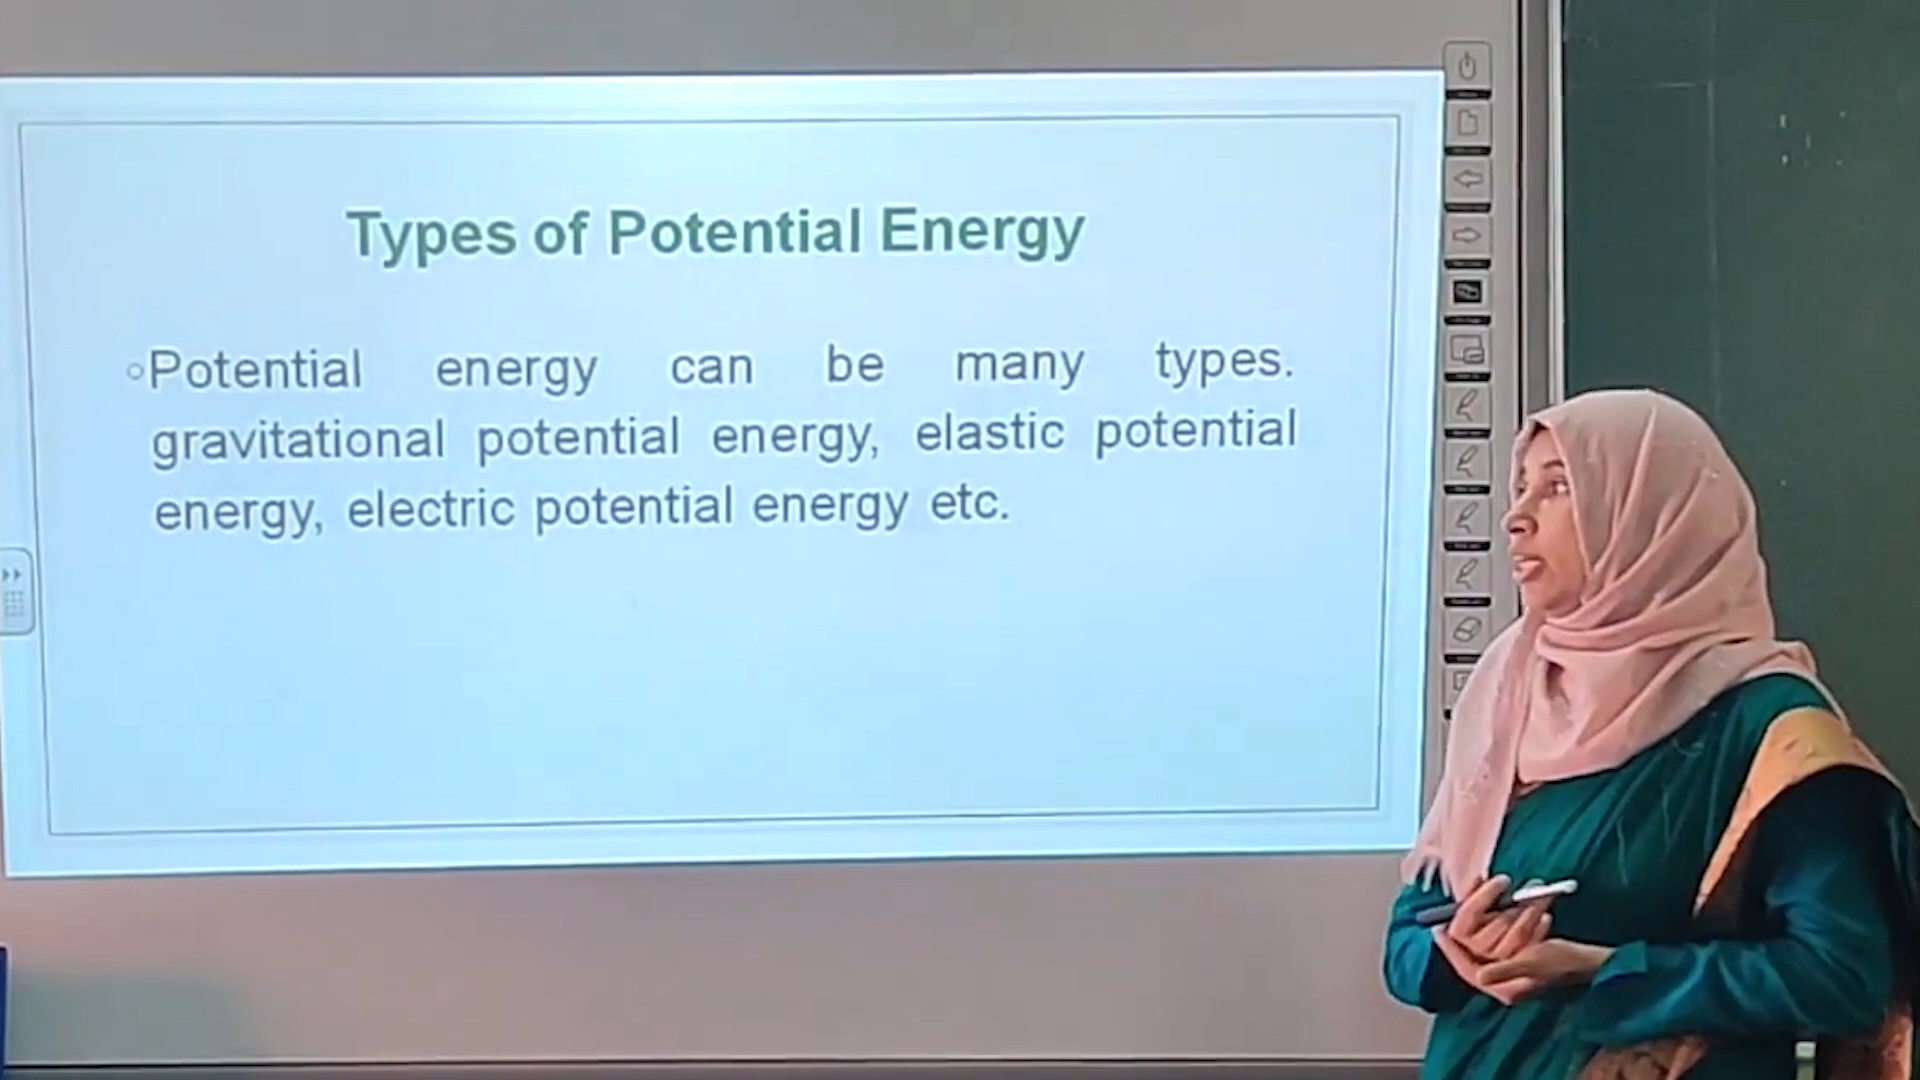 Types of Potential Energy
◦Potential energy can be many types.
gravitational potential energy, elastic potential
energy, electric potential energy etc.